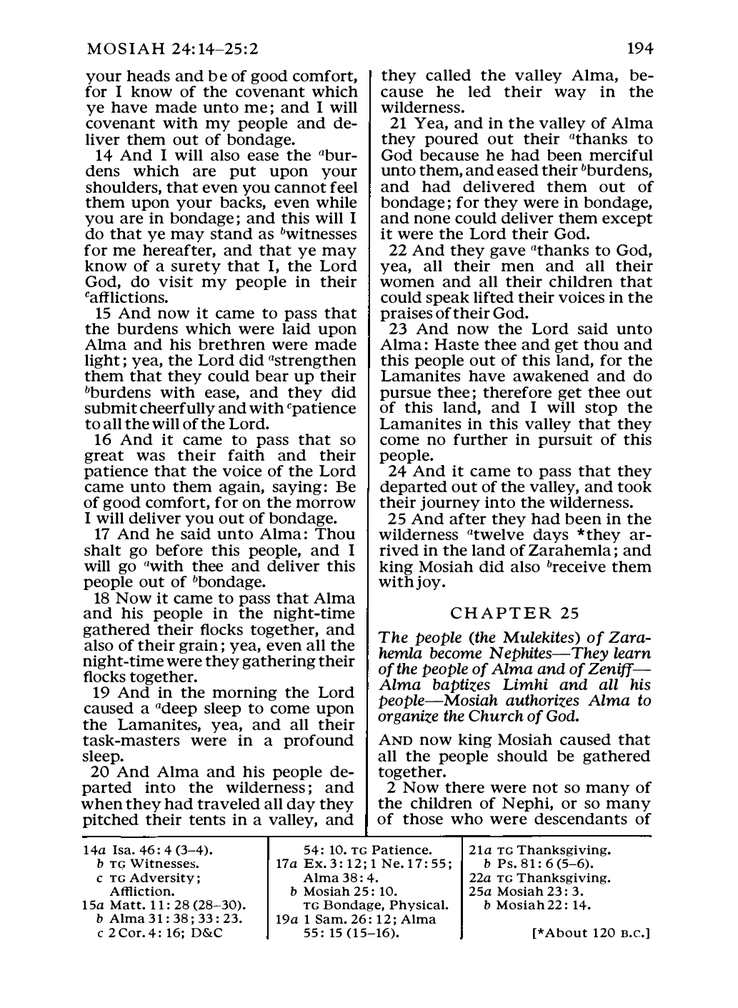 MOSIAH 24:14–25:2
194
your heads and be of good comfort,
for I know of the covenant which
ye have made unto me; and I will
covenant with my people and de-
liver them out of bondage.
14 And I will also ease the abur-
dens which are put upon your
shoulders, that even you cannot feel
them upon your backs, even while
you are in bondage; and this will I
do that ye may stand as bwitnesses
for me hereafter, and that ye may
know of a surety that I, the Lord
God, do visit my people in their
cafflictions.
15 And now it came to pass that
the burdens which were laid upon
Alma and his brethren were made
light; yea, the Lord did astrengthen
them that they could bear up their
bburdens with ease, and they did
submit cheerfully and with cpatience
to all the will of the Lord.
16 And it came to pass that so
great was their faith and their
patience that the voice of the Lord
came unto them again, saying: Be
of good comfort, for on the morrow
I will deliver you out of bondage.
17 And he said unto Alma: Thou
shalt go before this people, and I
will go awith thee and deliver this
people out of bbondage.
18 Now it came to pass that Alma
and his people in the night-time
gathered their flocks together, and
also of their grain; yea, even all the
night-time were they gathering their
flocks together.
19 And in the morning the Lord
caused a adeep sleep to come upon
the Lamanites, yea, and all their
task-masters were in a profound
sleep.
20 And Alma and his people de-
parted into the wilderness; and
when they had traveled all day they
pitched their tents in a valley, and
they called the valley Alma, be-
cause he led their way in the
wilderness.
21 Yea, and in the valley of Alma
they poured out their athanks to
God because he had been merciful
unto them, and eased their bburdens,
and had delivered them out of
bondage; for they were in bondage,
and none could deliver them except
it were the Lord their God.
22 And they gave athanks to God,
yea, all their men and all their
women and all their children that
could speak lifted their voices in the
praises of their God.
23 And now the Lord said unto
Alma: Haste thee and get thou and
this people out of this land, for the
Lamanites have awakened and do
pursue thee; therefore get thee out
of this land, and I will stop the
Lamanites in this valley that they
come no further in pursuit of this
people.
24 And it came to pass that they
departed out of the valley, and took
their journey into the wilderness.
25 And after they had been in the
wilderness atwelve days *they ar-
rived in the land of Zarahemla; and
king Mosiah did also breceive them
with joy.
CHAPTER 25
The people (the Mulekites) of Zara-
hemla become Nephites—They learn
of the people of Alma and of Zeniff—
Alma baptizes Limhi and all his
people—Mosiah authorizes Alma to
organize the Church of God.
AND now king Mosiah caused that
all the people should be gathered
together.
2 Now there were not so many of
the children of Nephi, or so many
of those who were descendants of
14a Isa. 46: 4 (3–4).
b TG Witnesses.
c TG Adversity;
Affliction.
15a Matt. 11: 28 (28–30).
b Alma 31: 38; 33: 23.
c 2 Cor. 4: 16; D&C
54: 10. TG Patience.
17a Ex. 3: 12; 1 Ne. 17: 55;
Alma 38: 4.
b Mosiah 25: 10.
TG Bondage, Physical.
19a 1 Sam. 26: 12; Alma
55: 15 (15–16).
21a TG Thanksgiving.
b Ps. 81: 6 (5–6).
22a TG Thanksgiving.
25a Mosiah 23: 3.
b Mosiah 22: 14.
[*About 120 B.C.]